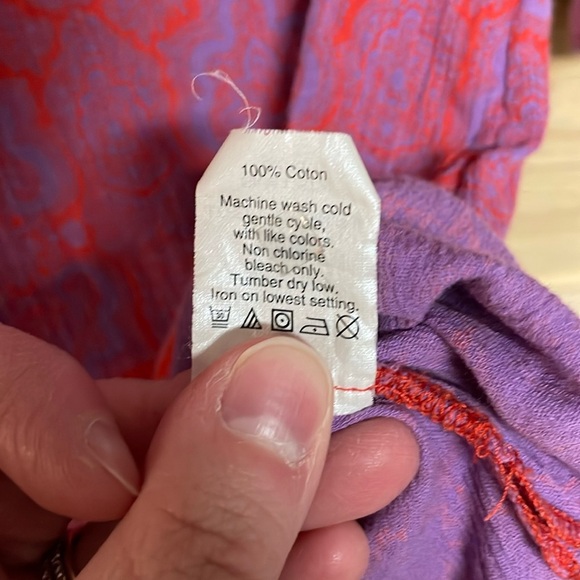 100% Coton
Machine wash cold
gentle cycle,
with like colors.
Non chlorine
bleach only.
Tumber dry low.
Iron on lowest setting.
30